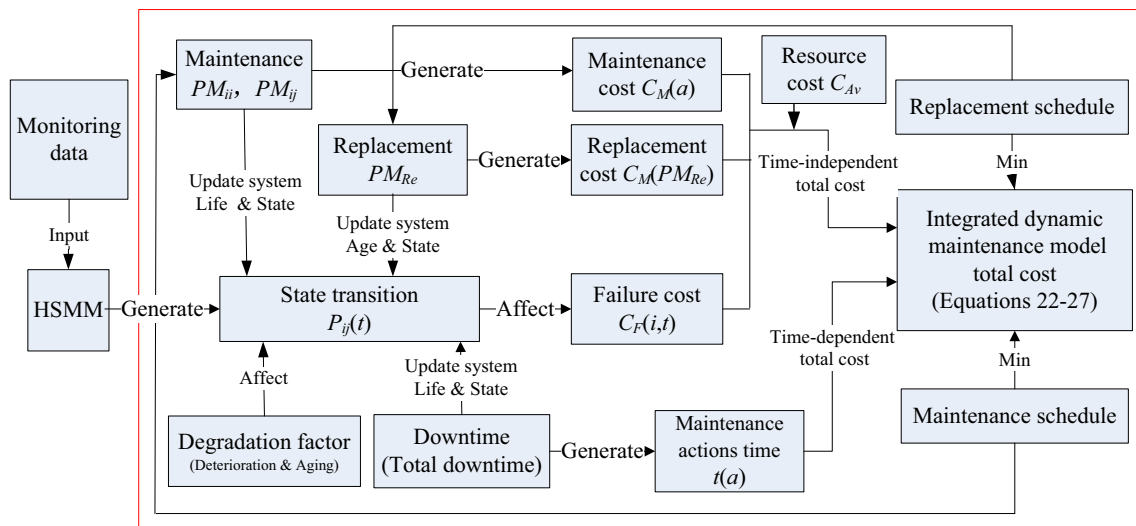 Monitoring
data
Input
HSMM
Generate
Maintenance
PMii, PMij
Generate
Maintenance
cost CM(a)
Resource
cost CAv
Replacement schedule
Replacement
PMRe
Generate
Replacement
cost CM(PMRe)
Time-independent
total cost
Min
Update system
Life & State
Update system
Age & State
Integrated dynamic
maintenance model
total cost
(Equations 22-27)
State transition
Pij(t)
Affect
Failure cost
CF(i,t)
Time-dependent
total cost
Min
Affect
Update system
Life & State
Degradation factor
(Deterioration & Aging)
Downtime
(Total downtime)
Generate
Maintenance
actions time
t(a)
Maintenance schedule